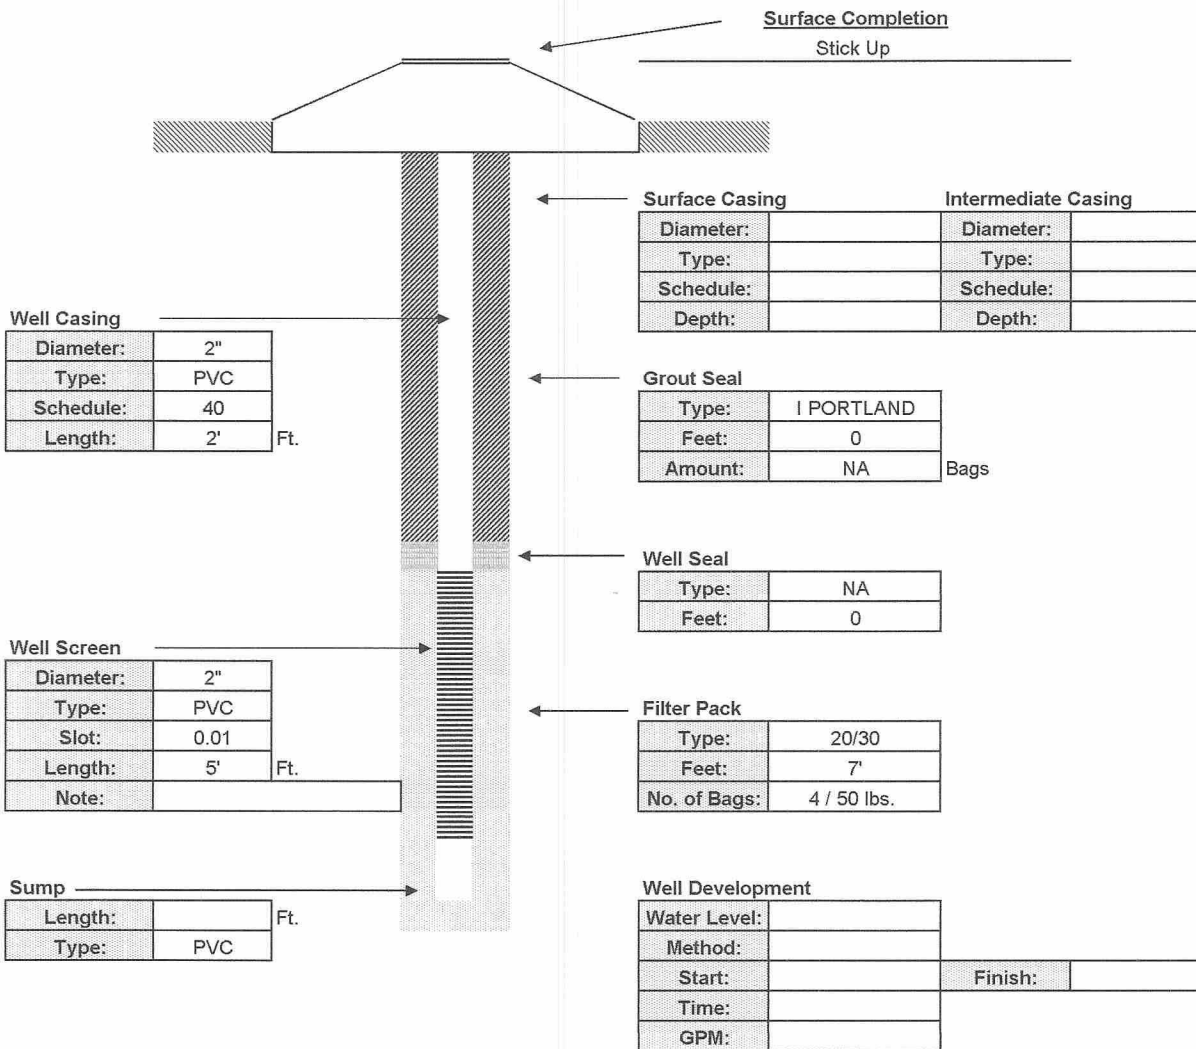 Surface Completion
Stick Up
Surface Casing Intermediate Casing
Diameter: Diameter:
Type: Type:
Schedule: Schedule:
Depth: Depth:
Well Casing
Diameter: 2"
Type: PVC
Schedule: 40
Length: 2' Ft.
Grout Seal
Type: I PORTLAND
Feet: 0
Amount: NA Bags
Well Seal
Type: NA
Feet: 0
Well Screen
Diameter: 2"
Type: PVC
Slot: 0.01
Length: 5' Ft.
Note:
Filter Pack
Type: 20/30
Feet: 7'
No. of Bags: 4 / 50 lbs.
Sump
Length: Ft.
Type: PVC
Well Development
Water Level:
Method:
Start: Finish:
Time:
GPM: